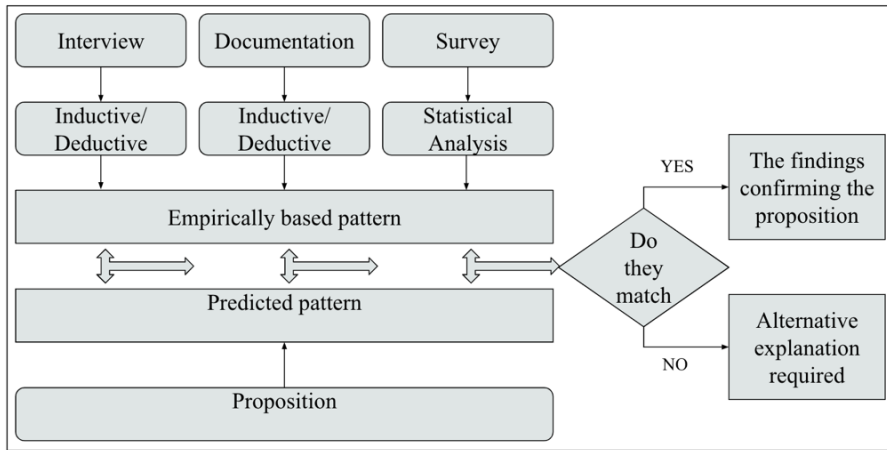 Interview
Documentation
Survey
Inductive/
Deductive
Inductive/
Deductive
Statistical
Analysis
Empirically based pattern
Predicted pattern
Proposition
Do
they
match
YES
The findings
confirming the
proposition
NO
Alternative
explanation
required